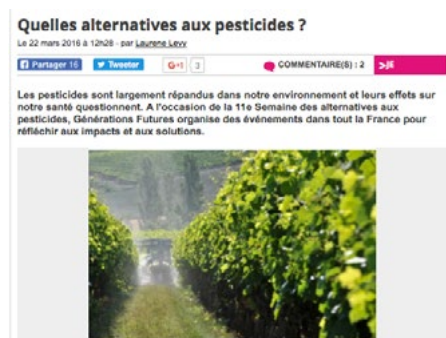 Quelles alternatives aux pesticides ?
Le 22 mars 2016 à 12h28 - par Laurene Levy
Partager 16 Tweeter G+1 3 COMMENTAIRE(S) : 2
Les pesticides sont largement répandus dans notre environnement et leurs effets sur
notre santé questionnent. A l'occasion de la 11e Semaine des alternatives aux
pesticides, Générations Futures organise des événements dans tout la France pour
réfléchir aux impacts et aux solutions.